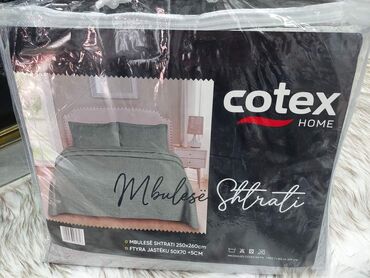 cotex
HOME
Mbulesë Shtrati
MBULESË SHTRATI 250x260cm
FTYRA JASTËKU 50X70 +5CM